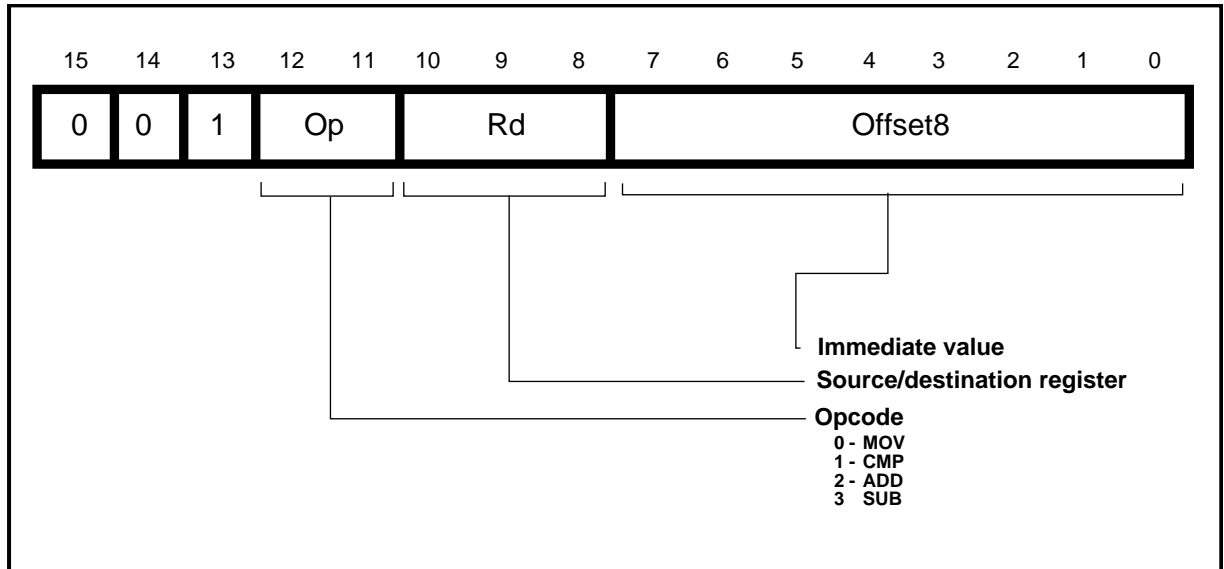 15 14 13 12 11 10 9 8 7 6 5 4 3 2 1 0
0 0 1 Op Rd Offset8
Immediate value
Source/destination register
Opcode
0 - MOV
1 - CMP
2 - ADD
3 SUB